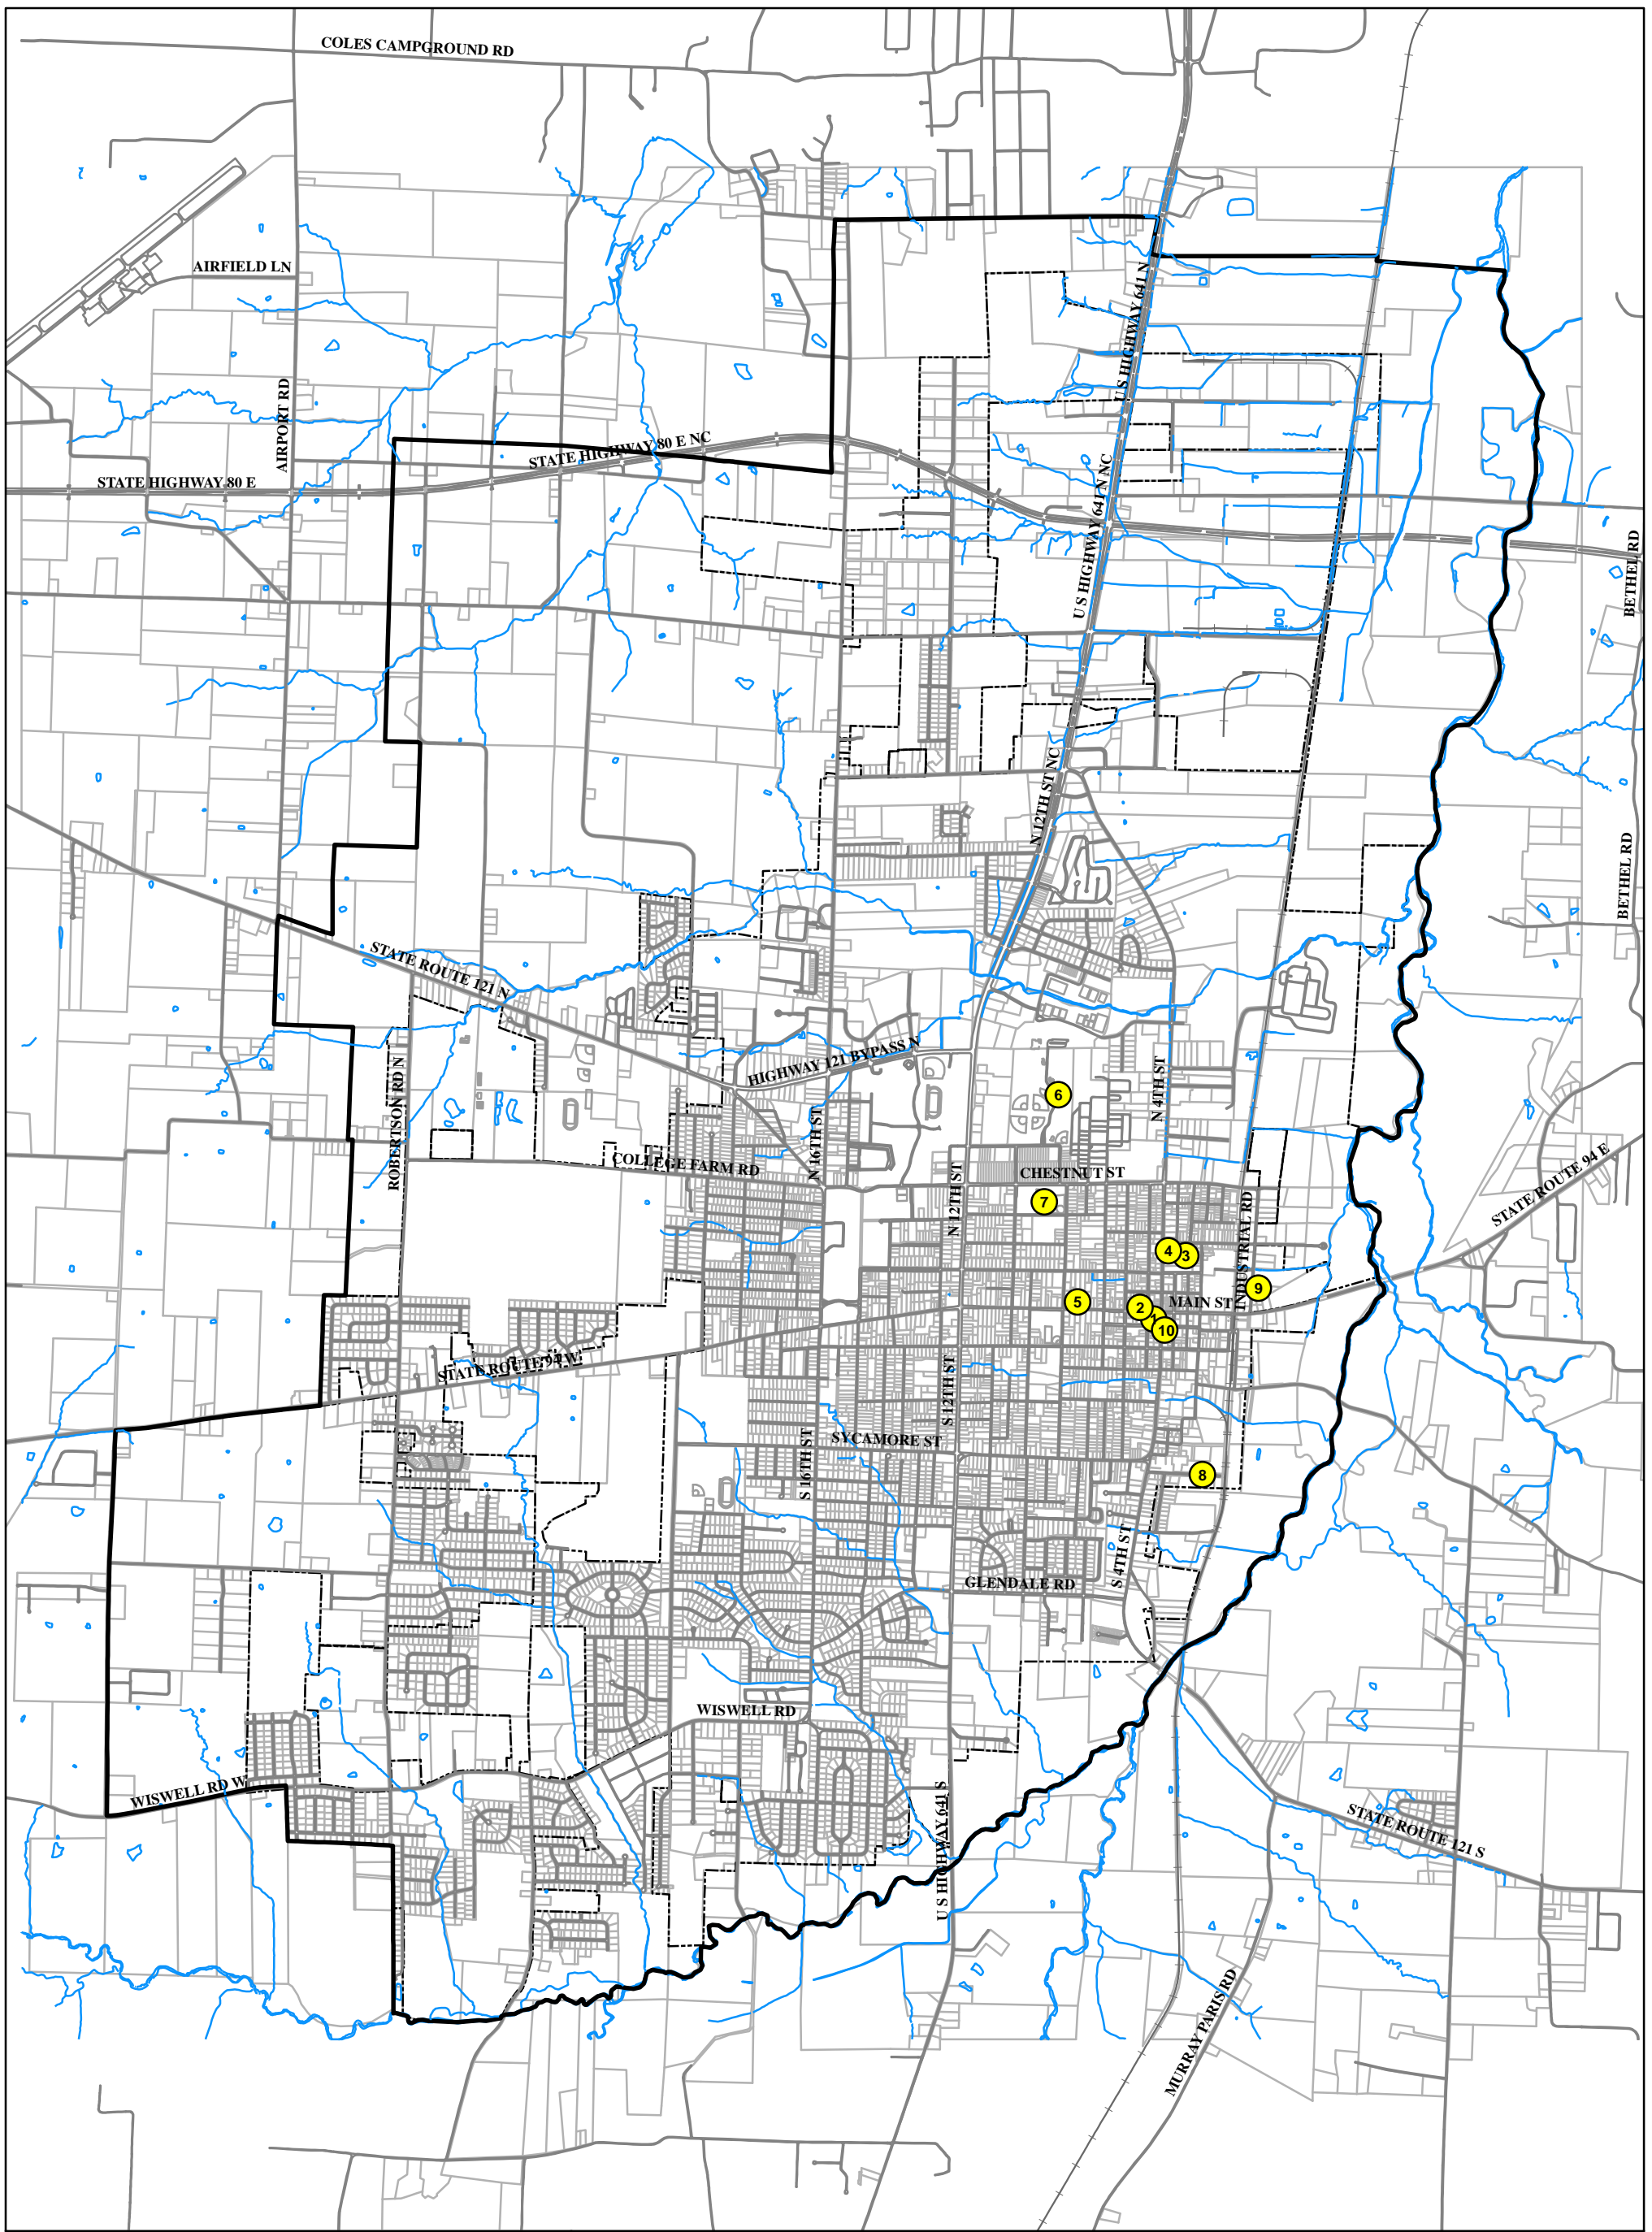 COLES CAMPGROUND RD
AIRFIELD LN
U S HIGHWAY 641 N
AIRPORT RD
STATE HIGHWAY 80 E NC
STATE HIGHWAY 80 E
U S HIGHWAY 641 N NC
BETHEL RD
N 12TH ST NC
BETHEL RD
STATE ROUTE 121 N
HIGHWAY 121 BYPASS N
ROBERTSON RD N
N 4TH ST
6
N 16TH ST
COLLEGE FARM RD
CHESTNUT ST
N 12TH ST
7
STATE ROUTE 94 E
INDUSTRIAL RD
4
3
9
5
2
MAIN ST
10
STATE ROUTE 94 W
S 12TH ST
SYCAMORE ST
S 16TH ST
8
S 4TH ST
GLENDALE RD
WISWELL RD
WISWELL RD W
U S HIGHWAY 641 S
STATE ROUTE 121 S
MURRAY PARIS RD